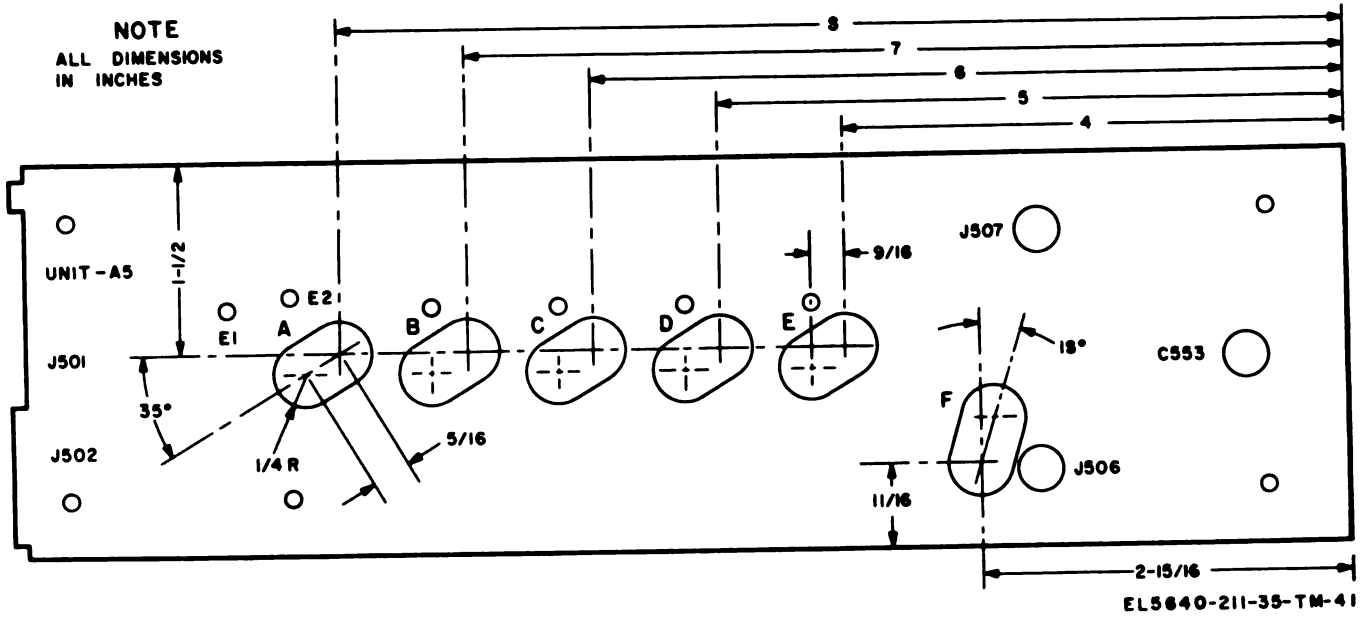 NOTE
ALL DIMENSIONS
IN INCHES
8
7
6
5
4
1-1/2
UNIT-A5
J507
9/16
E1
E2
A
B
C
D
E
J501
18°
C553
35°
F
J502
1/4 R
5/16
J506
11/16
2-15/16
EL5640-211-35-TM-41